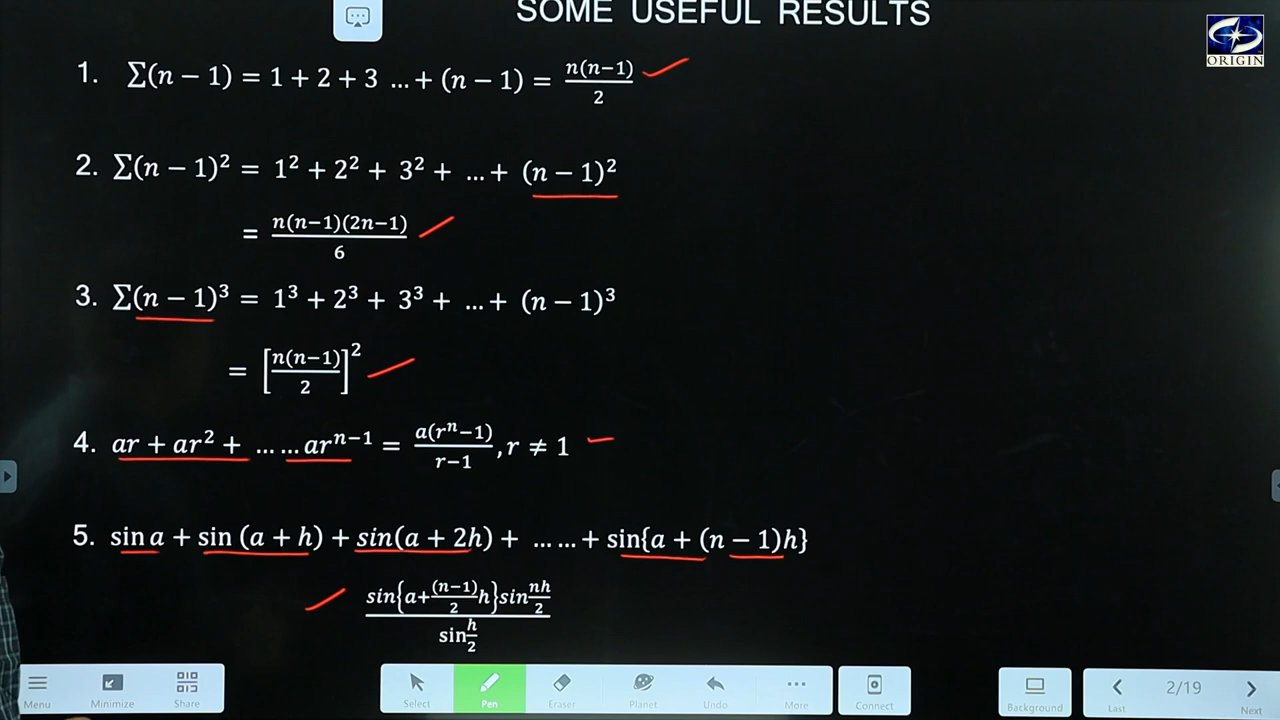 SOME USEFUL RESULTS
ORIGIN
1. Σ(n − 1) = 1 + 2 + 3 ... + (n − 1) = n(n−1)/2
2. Σ(n − 1)² = 1² + 2² + 3² + ... + (n − 1)²
= n(n−1)(2n−1)/6
3. Σ(n − 1)³ = 1³ + 2³ + 3³ + ... + (n − 1)³
= [n(n−1)/2]²
4. ar + ar² + ... ... arⁿ⁻¹ = a(rⁿ−1)/r−1 , r ≠ 1
5. sin a + sin (a + h) + sin(a + 2h) + ... ... + sin{a + (n − 1)h}
sin{a+(n−1)/2 h}sin nh/2 / sin h/2
Menu Minimize Share Select Pen Eraser Planet Undo More Connect Background Last 2/19 Next